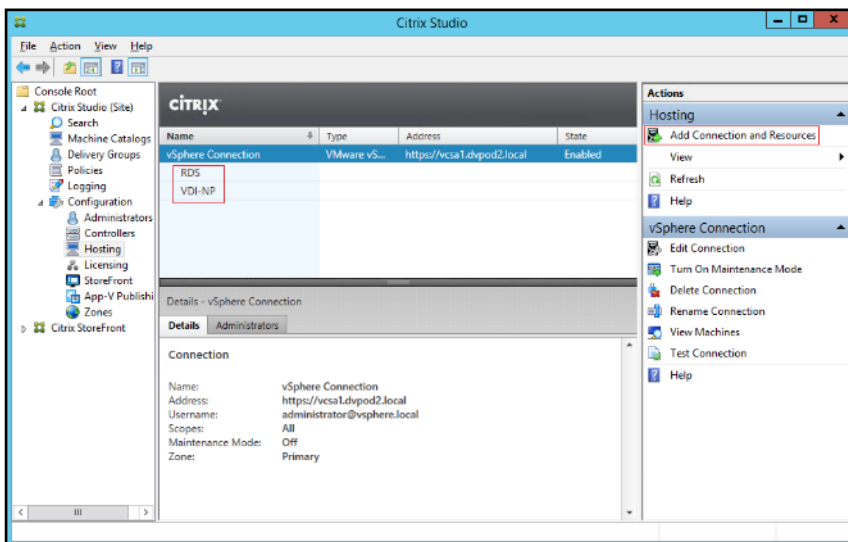 Citrix Studio
File Action View Help
Console Root
Citrix Studio (Site)
Search
Machine Catalogs
Delivery Groups
Policies
Logging
Configuration
Administrators
Controllers
Hosting
Licensing
StoreFront
App-V Publishi
Zones
Citrix StoreFront
CİTRIX
Name Type Address State
vSphere Connection VMware vS... https://vcsa1.dvpod2.local Enabled
RDS
VDI-NP
Details - vSphere Connection
Details Administrators
Connection
Name: vSphere Connection
Address: https://vcsa1.dvpod2.local
Username: administrator@vsphere.local
Scopes: All
Maintenance Mode: Off
Zone: Primary
Actions
Hosting
Add Connection and Resources
View
Refresh
Help
vSphere Connection
Edit Connection
Turn On Maintenance Mode
Delete Connection
Rename Connection
View Machines
Test Connection
Help